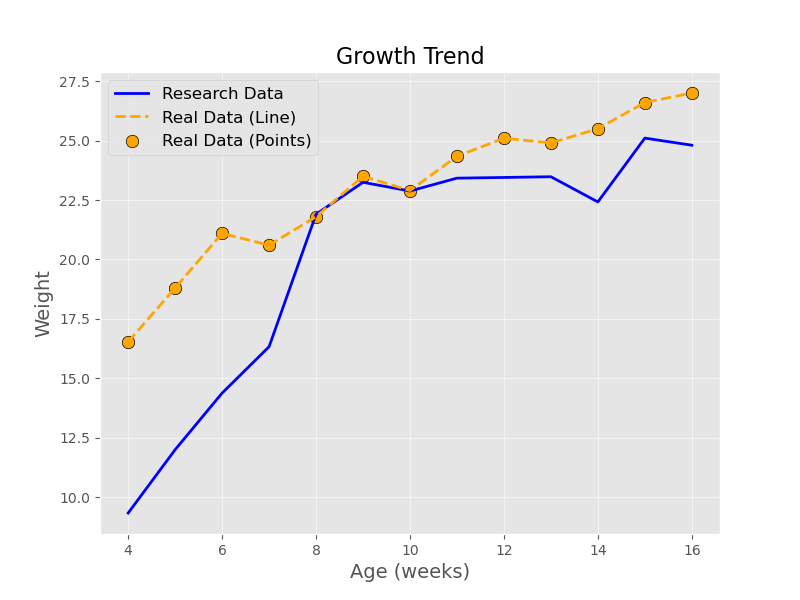 Growth Trend
Research Data
Real Data (Line)
Real Data (Points)
27.5
25.0
22.5
20.0
17.5
15.0
12.5
10.0
Weight
4 6 8 10 12 14 16
Age (weeks)